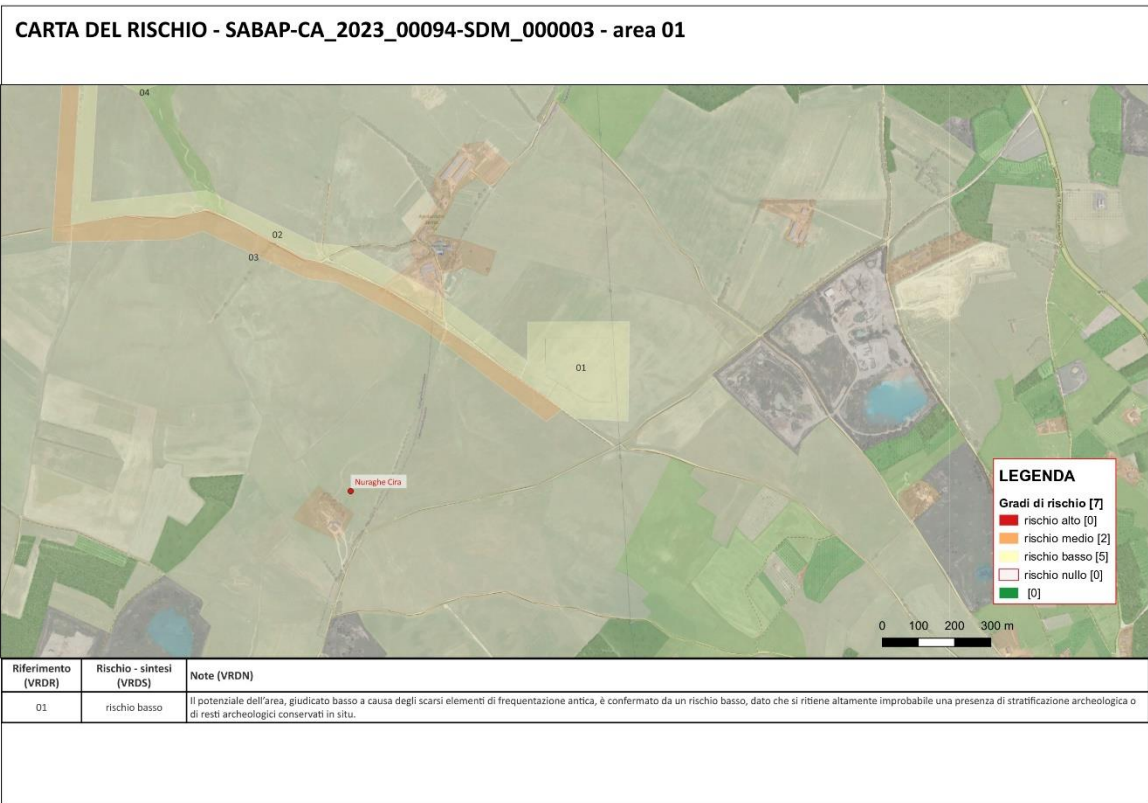 CARTA DEL RISCHIO - SABAP-CA_2023_00094-SDM_000003 - area 01
04
02
03
01
Nuraghe Cira
LEGENDA
Gradi di rischio [7]
rischio alto [0]
rischio medio [2]
rischio basso [5]
rischio nullo [0]
[0]
0 100 200 300 m
Riferimento (VRDR)
Rischio - sintesi (VRDS)
Note (VRDN)
01
rischio basso
Il potenziale dell'area, giudicato basso a causa degli scarsi elementi di frequentazione antica, è confermato da un rischio basso, dato che si ritiene altamente improbabile una presenza di stratificazione archeologica o
di resti archeologici conservati in situ.